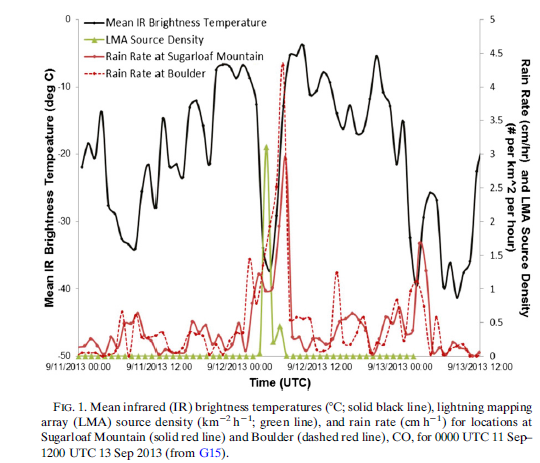 Mean IR Brightness Temperature
LMA Source Density
Rain Rate at Sugarloaf Mountain
Rain Rate at Boulder
Mean IR Brightness Tempeature (deg C)
0
-10
-20
-30
-40
-50
5
4.5
4
3.5
3
2.5
2
1.5
1
0.5
0
Rain Rate (cm/hr) and LMA Source Density
(# per km^2 per hour)
9/11/2013 00:00 9/11/2013 12:00 9/12/2013 00:00 9/12/2013 12:00 9/13/2013 00:00 9/13/2013 12:00
Time (UTC)
FIG. 1. Mean infrared (IR) brightness temperatures (°C; solid black line), lightning mapping
array (LMA) source density (km⁻² h⁻¹; green line), and rain rate (cm h⁻¹) for locations at
Sugarloaf Mountain (solid red line) and Boulder (dashed red line), CO, for 0000 UTC 11 Sep–
1200 UTC 13 Sep 2013 (from G15).